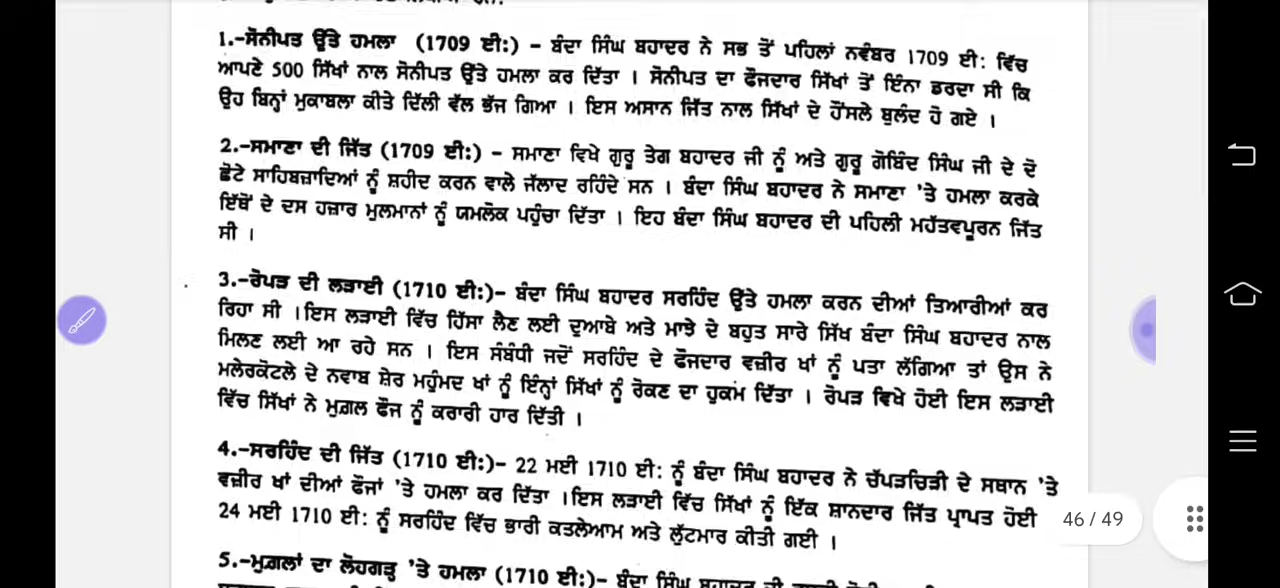 1.-ਸੋਨੀਪਤ ਉੱਤੇ ਹਮਲਾ (1709 ਈ:) - ਬੰਦਾ ਸਿੰਘ ਬਹਾਦਰ ਨੇ ਸਭ ਤੋਂ ਪਹਿਲਾਂ ਨਵੰਬਰ 1709 ਈ: ਵਿੱਚ
ਆਪਣੇ 500 ਸਿੱਖਾਂ ਨਾਲ ਸੋਨੀਪਤ ਉੱਤੇ ਹਮਲਾ ਕਰ ਦਿੱਤਾ । ਸੋਨੀਪਤ ਦਾ ਫੌਜਦਾਰ ਸਿੱਖਾਂ ਤੋਂ ਇੰਨਾ ਡਰਦਾ ਸੀ ਕਿ
ਉਹ ਬਿਨ੍ਹਾਂ ਮੁਕਾਬਲਾ ਕੀਤੇ ਦਿੱਲੀ ਵੱਲ ਭੱਜ ਗਿਆ । ਇਸ ਅਸਾਨ ਜਿੱਤ ਨਾਲ ਸਿੱਖਾਂ ਦੇ ਹੌਂਸਲੇ ਬੁਲੰਦ ਹੋ ਗਏ ।
2.-ਸਮਾਣਾ ਦੀ ਜਿੱਤ (1709 ਈ:) - ਸਮਾਣਾ ਵਿਖੇ ਗੁਰੂ ਤੇਗ ਬਹਾਦਰ ਜੀ ਨੂੰ ਅਤੇ ਗੁਰੂ ਗੋਬਿੰਦ ਸਿੰਘ ਜੀ ਦੇ ਦੋ
ਛੋਟੇ ਸਾਹਿਬਜ਼ਾਦਿਆਂ ਨੂੰ ਸ਼ਹੀਦ ਕਰਨ ਵਾਲੇ ਜੱਲਾਦ ਰਹਿੰਦੇ ਸਨ । ਬੰਦਾ ਸਿੰਘ ਬਹਾਦਰ ਨੇ ਸਮਾਣਾ 'ਤੇ ਹਮਲਾ ਕਰਕੇ
ਇੱਥੋਂ ਦੇ ਦਸ ਹਜ਼ਾਰ ਮੁਲਮਾਨਾਂ ਨੂੰ ਯਮਲੋਕ ਪਹੁੰਚਾ ਦਿੱਤਾ । ਇਹ ਬੰਦਾ ਸਿੰਘ ਬਹਾਦਰ ਦੀ ਪਹਿਲੀ ਮਹੱਤਵਪੂਰਨ ਜਿੱਤ
ਸੀ ।
3.-ਰੋਪੜ ਦੀ ਲੜਾਈ (1710 ਈ:)- ਬੰਦਾ ਸਿੰਘ ਬਹਾਦਰ ਸਰਹਿੰਦ ਉੱਤੇ ਹਮਲਾ ਕਰਨ ਦੀਆਂ ਤਿਆਰੀਆਂ ਕਰ
ਰਿਹਾ ਸੀ ।ਇਸ ਲੜਾਈ ਵਿੱਚ ਹਿੱਸਾ ਲੈਣ ਲਈ ਦੁਆਬੇ ਅਤੇ ਮਾਝੇ ਦੇ ਬਹੁਤ ਸਾਰੇ ਸਿੱਖ ਬੰਦਾ ਸਿੰਘ ਬਹਾਦਰ ਨਾਲ
ਮਿਲਣ ਲਈ ਆ ਰਹੇ ਸਨ । ਇਸ ਸੰਬੰਧੀ ਜਦੋਂ ਸਰਹਿੰਦ ਦੇ ਫੌਜਦਾਰ ਵਜ਼ੀਰ ਖਾਂ ਨੂੰ ਪਤਾ ਲੱਗਿਆ ਤਾਂ ਉਸ ਨੇ
ਮਲੇਰਕੋਟਲੇ ਦੇ ਨਵਾਬ ਸ਼ੇਰ ਮਹੁੰਮਦ ਖਾਂ ਨੂੰ ਇੰਨ੍ਹਾਂ ਸਿੱਖਾਂ ਨੂੰ ਰੋਕਣ ਦਾ ਹੁਕਮ ਦਿੱਤਾ । ਰੋਪੜ ਵਿਖੇ ਹੋਈ ਇਸ ਲੜਾਈ
ਵਿੱਚ ਸਿੱਖਾਂ ਨੇ ਮੁਗ਼ਲ ਫੌਜ ਨੂੰ ਕਰਾਰੀ ਹਾਰ ਦਿੱਤੀ ।
4.-ਸਰਹਿੰਦ ਦੀ ਜਿੱਤ (1710 ਈ:)- 22 ਮਈ 1710 ਈ: ਨੂੰ ਬੰਦਾ ਸਿੰਘ ਬਹਾਦਰ ਨੇ ਚੱਪੜਚਿੜੀ ਦੇ ਸਥਾਨ 'ਤੇ
ਵਜ਼ੀਰ ਖਾਂ ਦੀਆਂ ਫੌਜਾਂ 'ਤੇ ਹਮਲਾ ਕਰ ਦਿੱਤਾ ।ਇਸ ਲੜਾਈ ਵਿੱਚ ਸਿੱਖਾਂ ਨੂੰ ਇੱਕ ਸ਼ਾਨਦਾਰ ਜਿੱਤ ਪ੍ਰਾਪਤ ਹੋਈ
24 ਮਈ 1710 ਈ: ਨੂੰ ਸਰਹਿੰਦ ਵਿੱਚ ਭਾਰੀ ਕਤਲੇਆਮ ਅਤੇ ਲੁੱਟਮਾਰ ਕੀਤੀ ਗਈ ।
46 / 49
5.-ਮੁਗ਼ਲਾਂ ਦਾ ਲੋਹਗੜ੍ਹ 'ਤੇ ਹਮਲਾ (1710 ਈ:)- ਬੰਦਾ ਸਿੰਘ ਬਹਾਦਰ ਦੀ